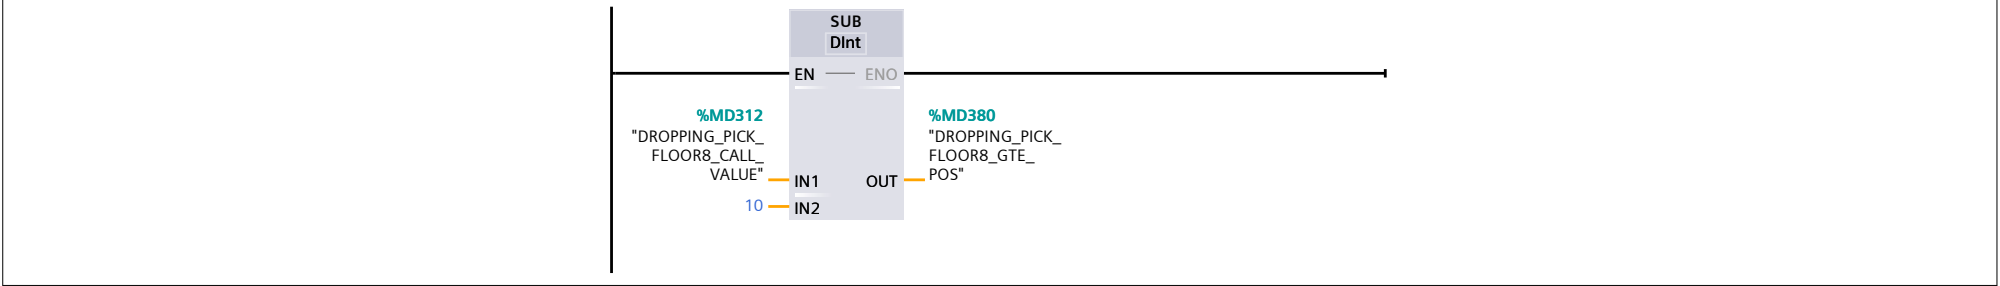 SUB
DInt
EN
ENO
%MD312
"DROPPING_PICK_
FLOOR8_CALL_
VALUE"
IN1
10
IN2
%MD380
"DROPPING_PICK_
FLOOR8_GTE_
POS"
OUT